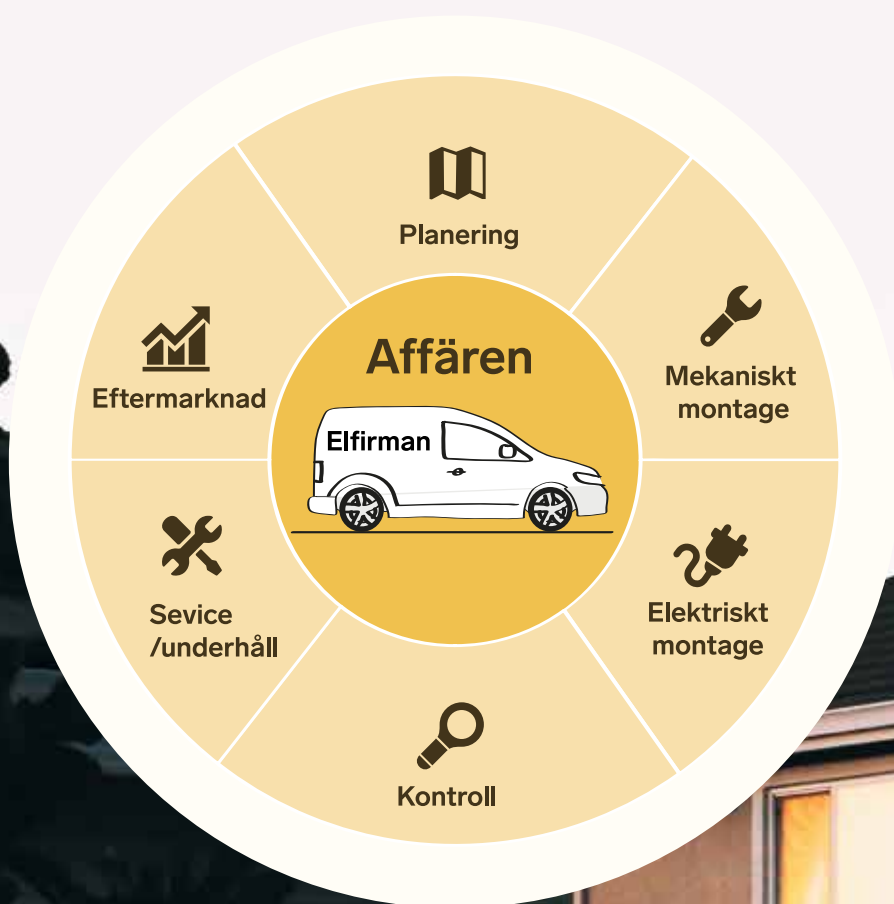 Planering
Mekaniskt
montage
Elektriskt
montage
Kontroll
Sevice
/underhåll
Eftermarknad
Affären
Elfirman